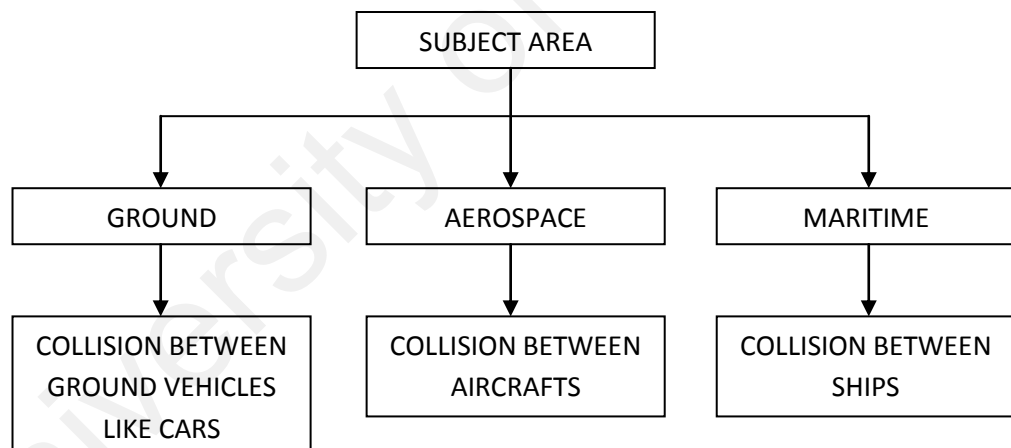 SUBJECT AREA
GROUND
AEROSPACE
MARITIME
COLLISION BETWEEN
GROUND VEHICLES
LIKE CARS
COLLISION BETWEEN
AIRCRAFTS
COLLISION BETWEEN
SHIPS